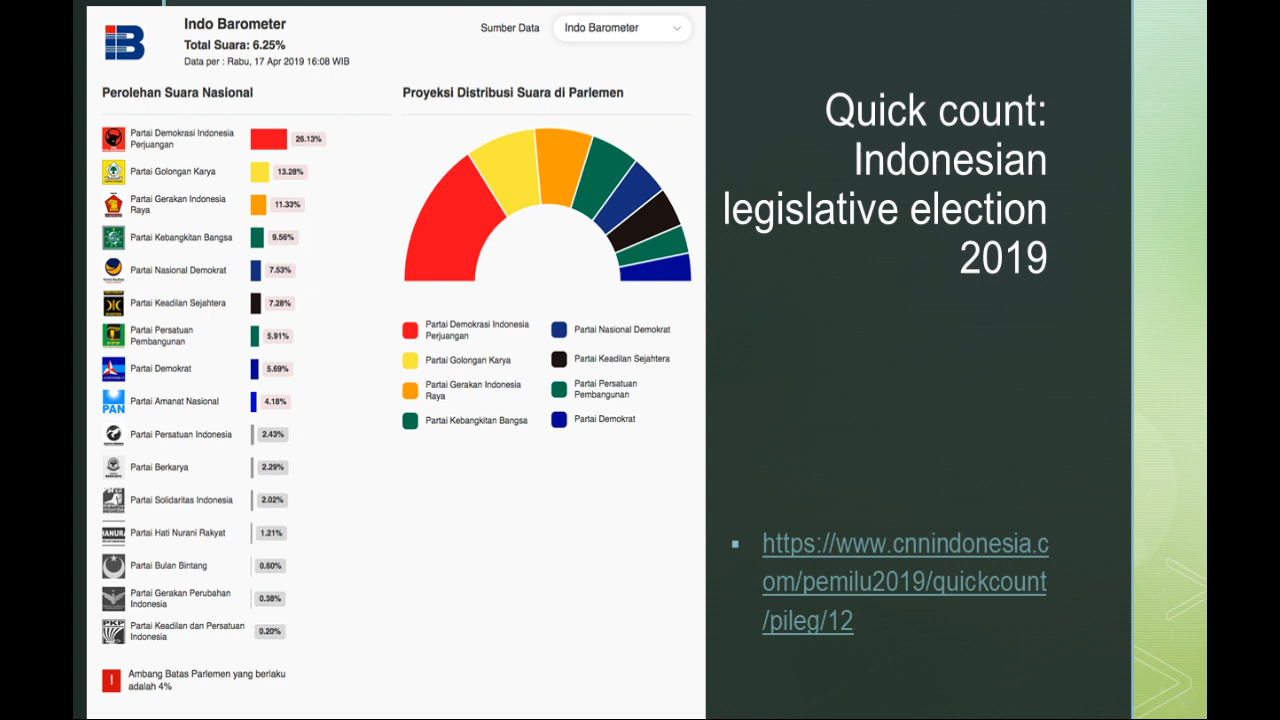 Indo Barometer
Total Suara: 6.25%
Data per : Rabu, 17 Apr 2019 16:08 WIB
Sumber Data
Indo Barometer
Perolehan Suara Nasional
Partai Demokrasi Indonesia
Perjuangan
26.13%
Partai Golongan Karya
13.28%
Partai Gerakan Indonesia
Raya
11.33%
Partai Kebangkitan Bangsa
9.56%
Partai Nasional Demokrat
7.53%
Partai Keadilan Sejahtera
7.28%
Partai Persatuan
Pembangunan
5.91%
Partai Demokrat
5.69%
PAN
Partai Amanat Nasional
4.18%
Partai Persatuan Indonesia
2.43%
Partai Berkarya
2.29%
Partai Solidaritas Indonesia
2.02%
Partai Hati Nurani Rakyat
1.21%
Partai Bulan Bintang
0.60%
Partai Gerakan Perubahan
Indonesia
0.38%
PKP
Partai Keadilan dan Persatuan
Indonesia
0.20%
!
Ambang Batas Parlemen yang berlaku
adalah 4%
Proyeksi Distribusi Suara di Parlemen
Partai Demokrasi Indonesia
Perjuangan
Partai Golongan Karya
Partai Gerakan Indonesia
Raya
Partai Kebangkitan Bangsa
Partai Nasional Demokrat
Partai Keadilan Sejahtera
Partai Persatuan
Pembangunan
Partai Demokrat
Quick count:
Indonesian
legislative election
2019
https://www.cnnindonesia.c
om/pemilu2019/quickcount
/pileg/12